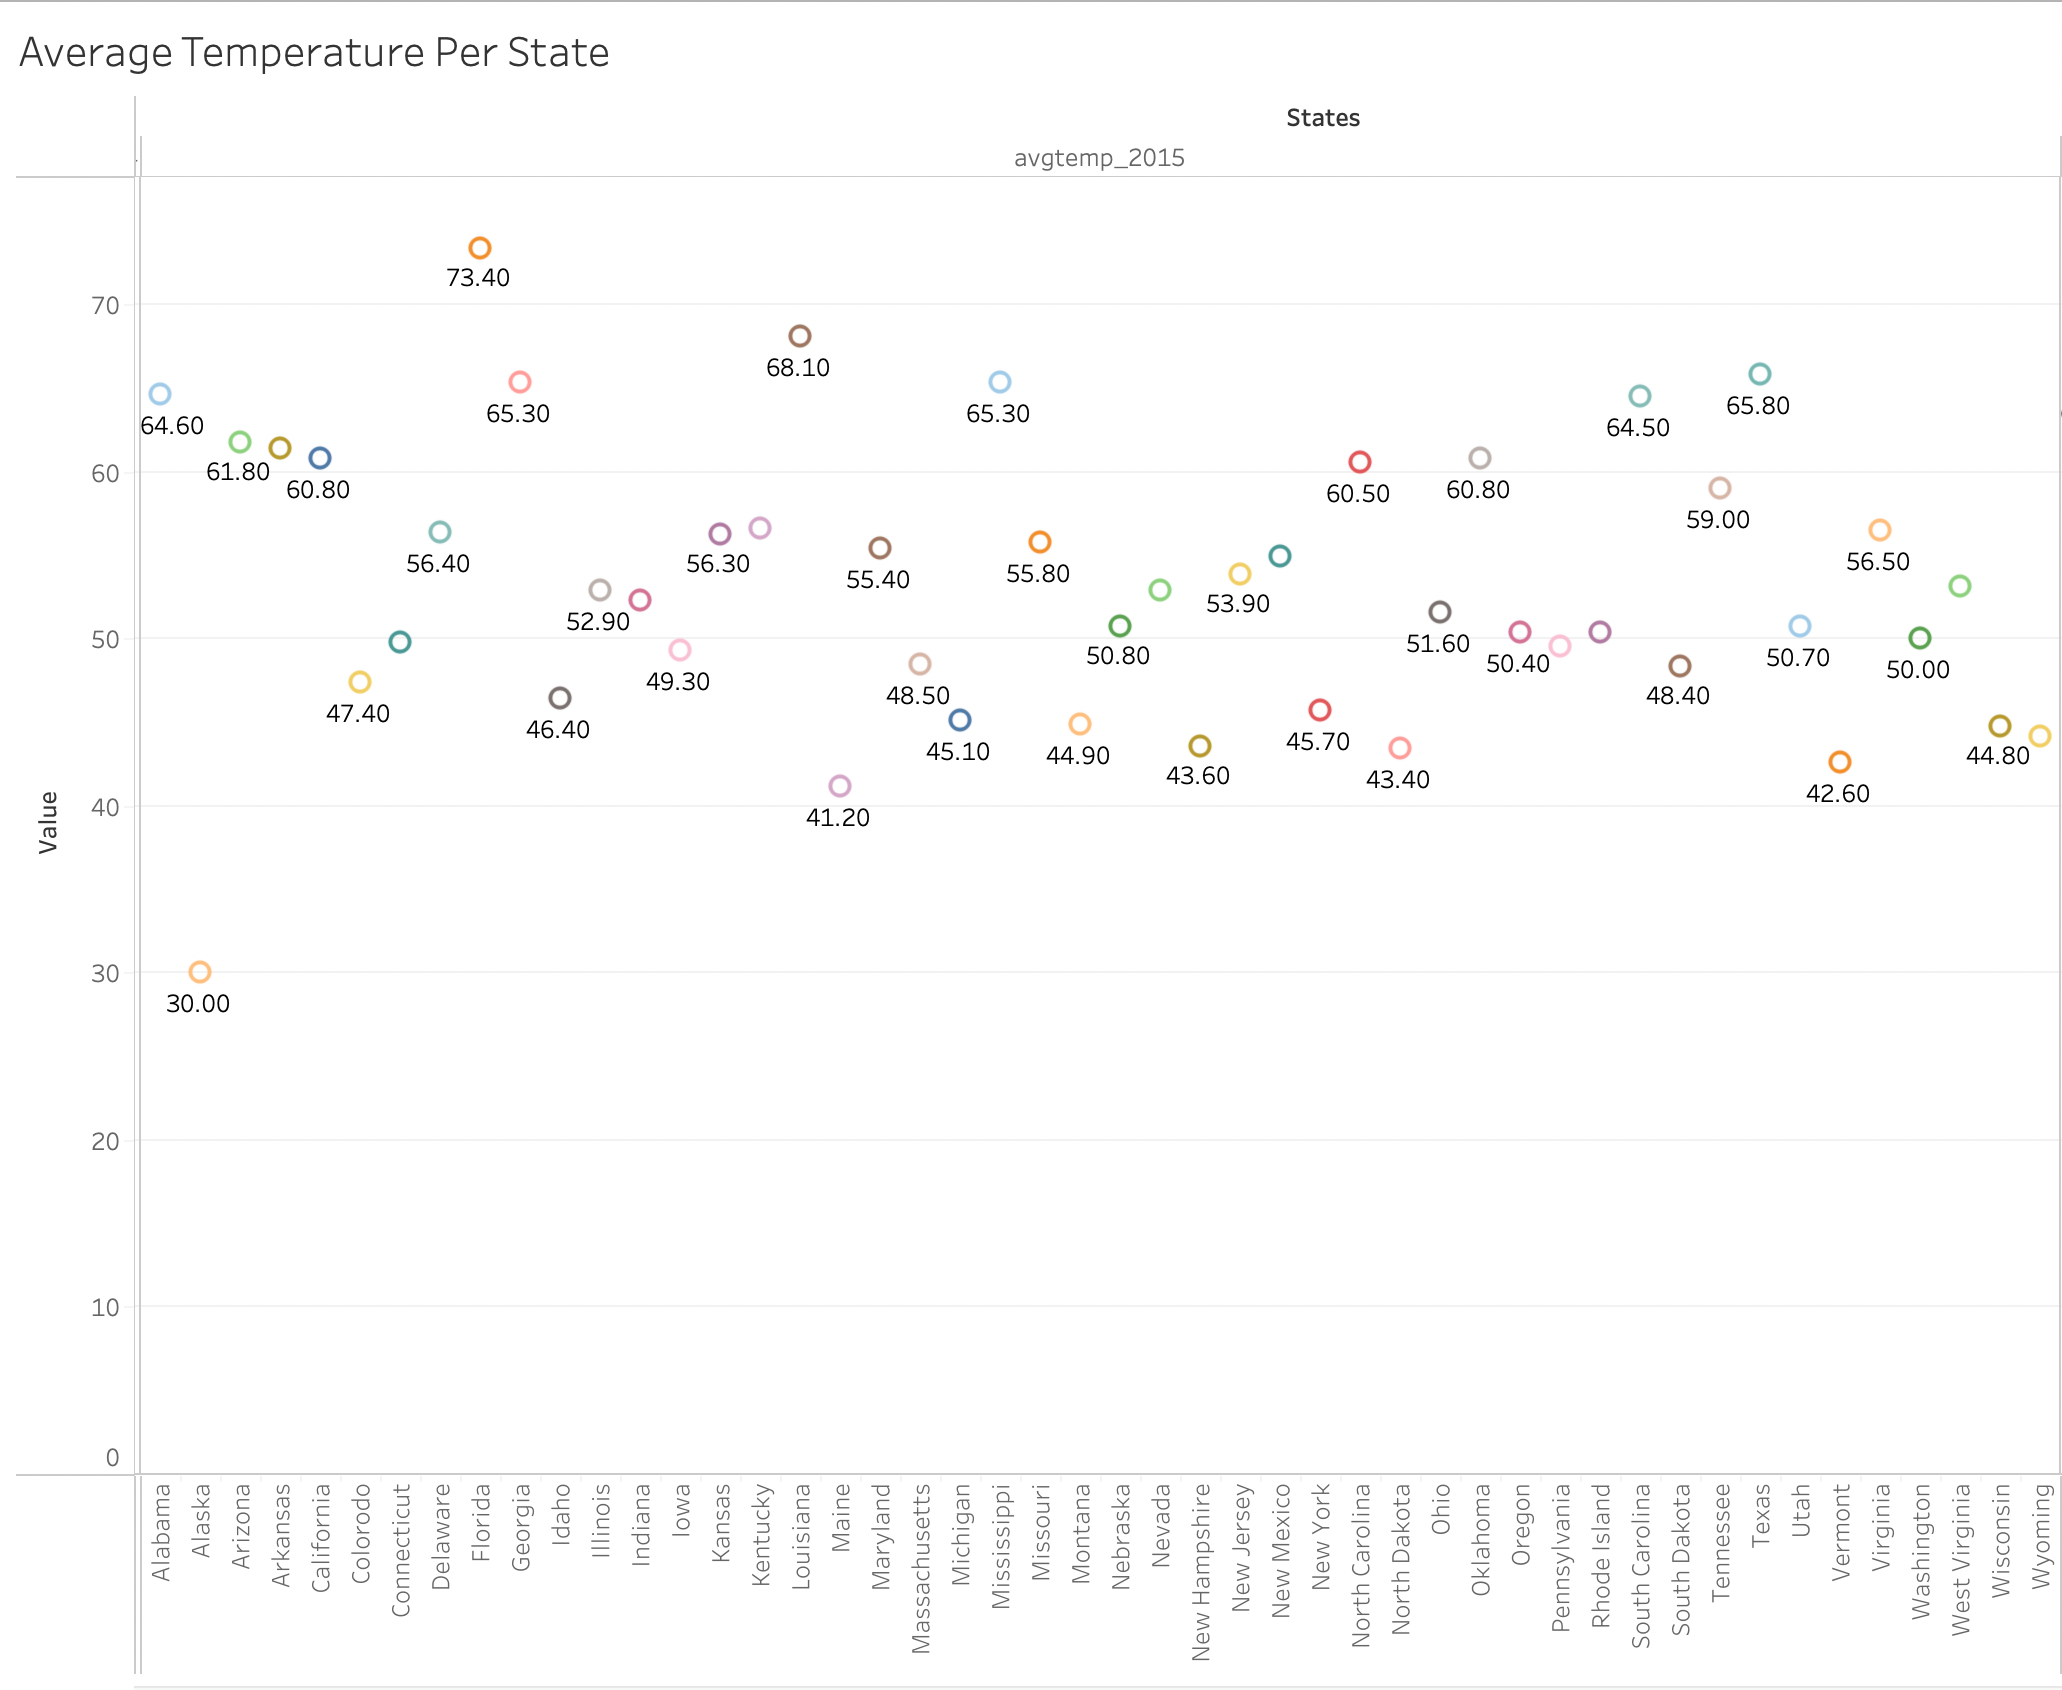 Average Temperature Per State
States
avgtemp_2015
73.40
70
68.10
65.30
65.30
65.80
64.60
64.50
61.80
60
60.80
60.50
60.80
59.00
56.40
56.30
55.40
55.80
56.50
52.90
53.90
50
51.60
50.80
50.40
50.70
50.00
49.30
48.50
48.40
47.40
46.40
45.10
44.90
45.70
44.80
43.60
43.40
42.60
40
41.20
Value
30
30.00
20
10
0
Alabama
Alaska
Arizona
Arkansas
California
Colorodo
Connecticut
Delaware
Florida
Georgia
Idaho
Illinois
Indiana
Iowa
Kansas
Kentucky
Louisiana
Maine
Maryland
Massachusetts
Michigan
Mississippi
Missouri
Montana
Nebraska
Nevada
New Hampshire
New Jersey
New Mexico
New York
North Carolina
North Dakota
Ohio
Oklahoma
Oregon
Pennsylvania
Rhode Island
South Carolina
South Dakota
Tennessee
Texas
Utah
Vermont
Virginia
Washington
West Virginia
Wisconsin
Wyoming